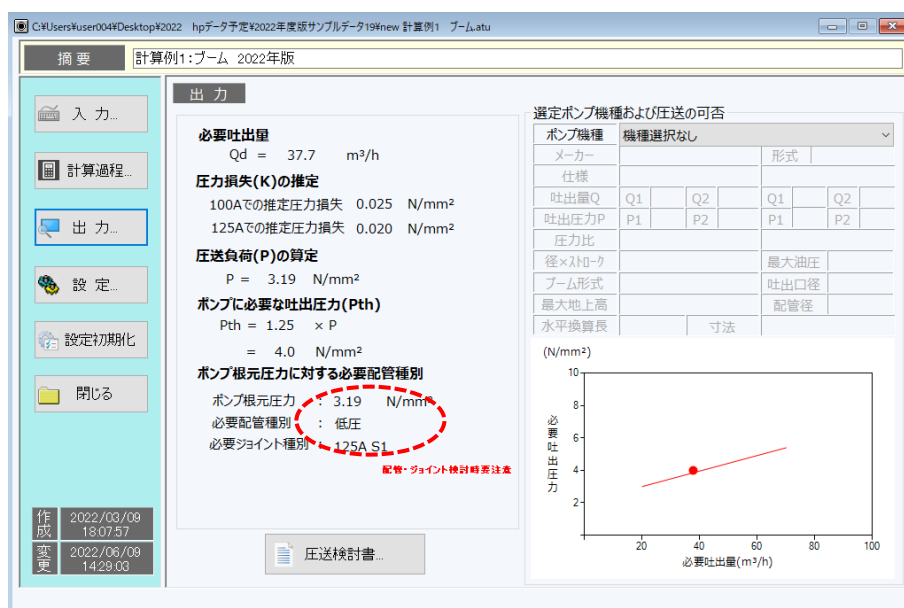 C:¥Users¥user004¥Desktop¥2022 hpデータ予定¥2022年度版サンプルデータ19¥new 計算例1 ブーム.atu
摘 要
計算例1:ブーム 2022年版
入 力...
計算過程...
出 力...
設 定...
設定初期化
閉じる
作成 2022/03/09 18:07:57
変更 2022/06/09 14:29:03
出 力
必要吐出量
Qd = 37.7 m³/h
圧力損失(K)の推定
100Aでの推定圧力損失 0.025 N/mm²
125Aでの推定圧力損失 0.020 N/mm²
圧送負荷(P)の算定
P = 3.19 N/mm²
ポンプに必要な吐出圧力(Pth)
Pth = 1.25 × P
= 4.0 N/mm²
ポンプ根元圧力に対する必要配管種別
ポンプ根元圧力 : 3.19 N/mm²
必要配管種別 : 低圧
必要ジョイント種別 : 125A S1
配管・ジョイント検討時要注意
圧送検討書...
選定ポンプ機種および圧送の可否
ポンプ機種 機種選択なし
メーカー 形式
仕様
吐出量Q Q1 Q2 Q1 Q2
吐出圧力P P1 P2 P1 P2
圧力比
径×ストローク 最大油圧
ブーム形式 吐出口径
最大地上高 配管径
水平換算長 寸法
(N/mm²)
10
8
6
4
2
必要吐出圧力
20 40 60 80 100
必要吐出量(m³/h)